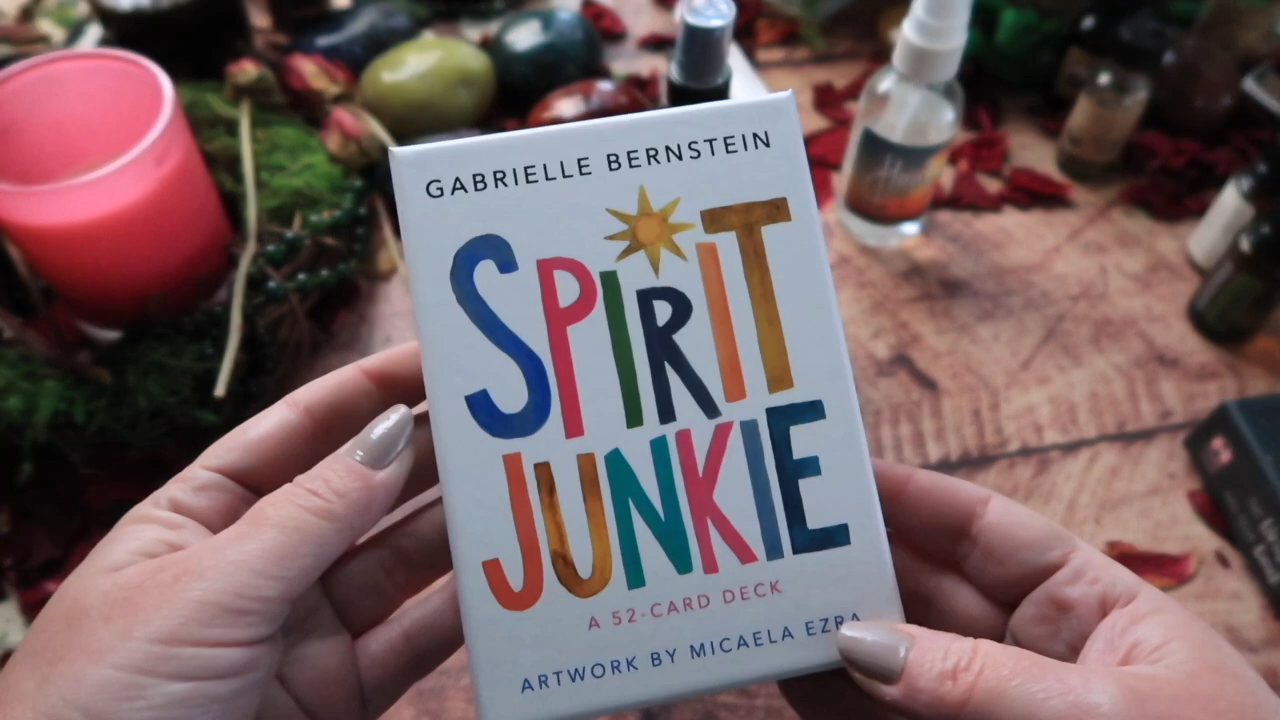 GABRIELLE BERNSTEIN
SPIRIT
JUNKIE
A 52-CARD DECK
ARTWORK BY MICAELA EZRA